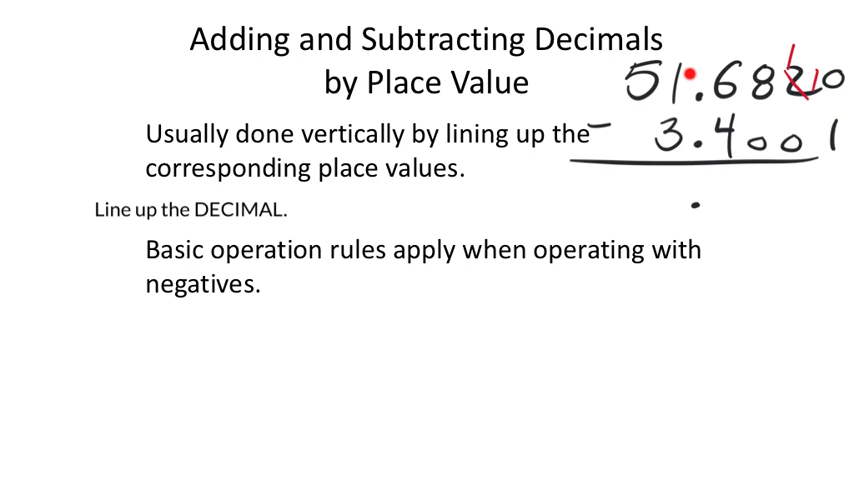 Adding and Subtracting Decimals
by Place Value
51.6820
Usually done vertically by lining up the
- 3.4001
corresponding place values.
.
Line up the DECIMAL.
Basic operation rules apply when operating with
negatives.